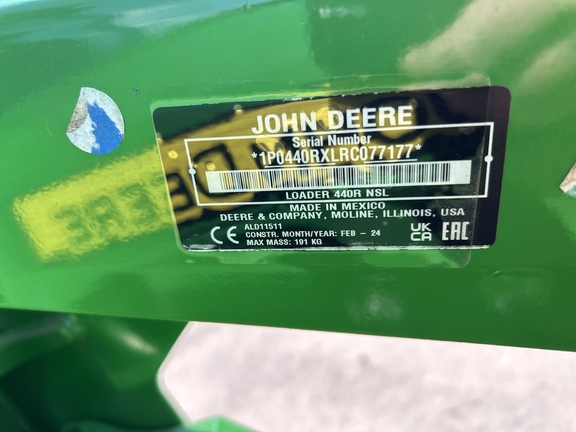 JOHN DEERE
Serial Number
*1P0440RXLRC077177*
LOADER 440R NSL
MADE IN MEXICO
DEERE & COMPANY, MOLINE, ILLINOIS, USA
ALD11511
CE CONSTR. MONTH/YEAR: FEB - 24 UK CA EAC
MAX MASS: 191 KG